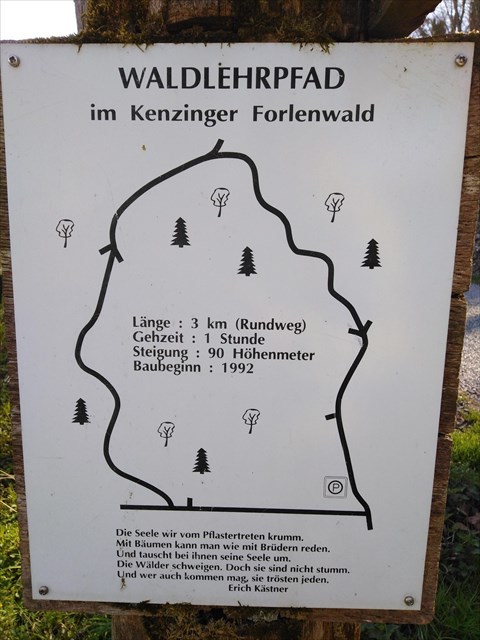 WALDLEHRPFAD
im Kenzinger Forlenwald
Länge : 3 km (Rundweg)
Gehzeit : 1 Stunde
Steigung : 90 Höhenmeter
Baubeginn : 1992
P
Die Seele wir vom Pflastertreten krumm.
Mit Bäumen kann man wie mit Brüdern reden.
Und tauscht bei ihnen seine Seele um.
Die Wälder schweigen. Doch sie sind nicht stumm.
Und wer auch kommen mag, sie trösten jeden.
Erich Kästner